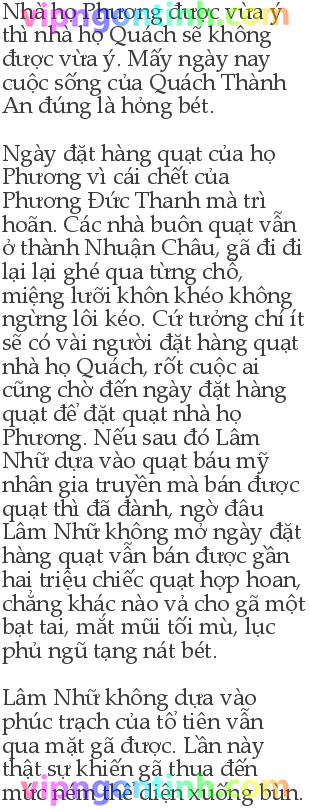 Nhà họ Phương được vừa ý
thì nhà họ Quách sẽ không
được vừa ý. Mấy ngày nay
cuộc sống của Quách Thành
An đúng là hỏng bét.
Ngày đặt hàng quạt của họ
Phương vì cái chết của
Phương Đức Thanh mà trì
hoãn. Các nhà buôn quạt vẫn
ở thành Nhuận Châu, gã đi đi
lại lại ghé qua từng chỗ,
miệng lưỡi khôn khéo không
ngừng lôi kéo. Cứ tưởng chí ít
sẽ có vài người đặt hàng quạt
nhà họ Quách, rốt cuộc ai
cũng chờ đến ngày đặt hàng
quạt để đặt quạt nhà họ
Phương. Nếu sau đó Lâm
Nhữ dựa vào quạt báu mỹ
nhân gia truyền mà bán được
quạt thì đã đành, ngờ đâu
Lâm Nhữ không mở ngày đặt
hàng quạt vẫn bán được gần
hai triệu chiếc quạt hợp hoan,
chẳng khác nào vả cho gã một
bạt tai, mắt mũi tối mù, lục
phủ ngũ tạng nát bét.
Lâm Nhữ không dựa vào
phúc trạch của tổ tiên vẫn
qua mặt gã được. Lần này
thật sự khiến gã thua đến
mức ném thể diện xuống bùn.
vipngontinh.com
vipngontinh.com